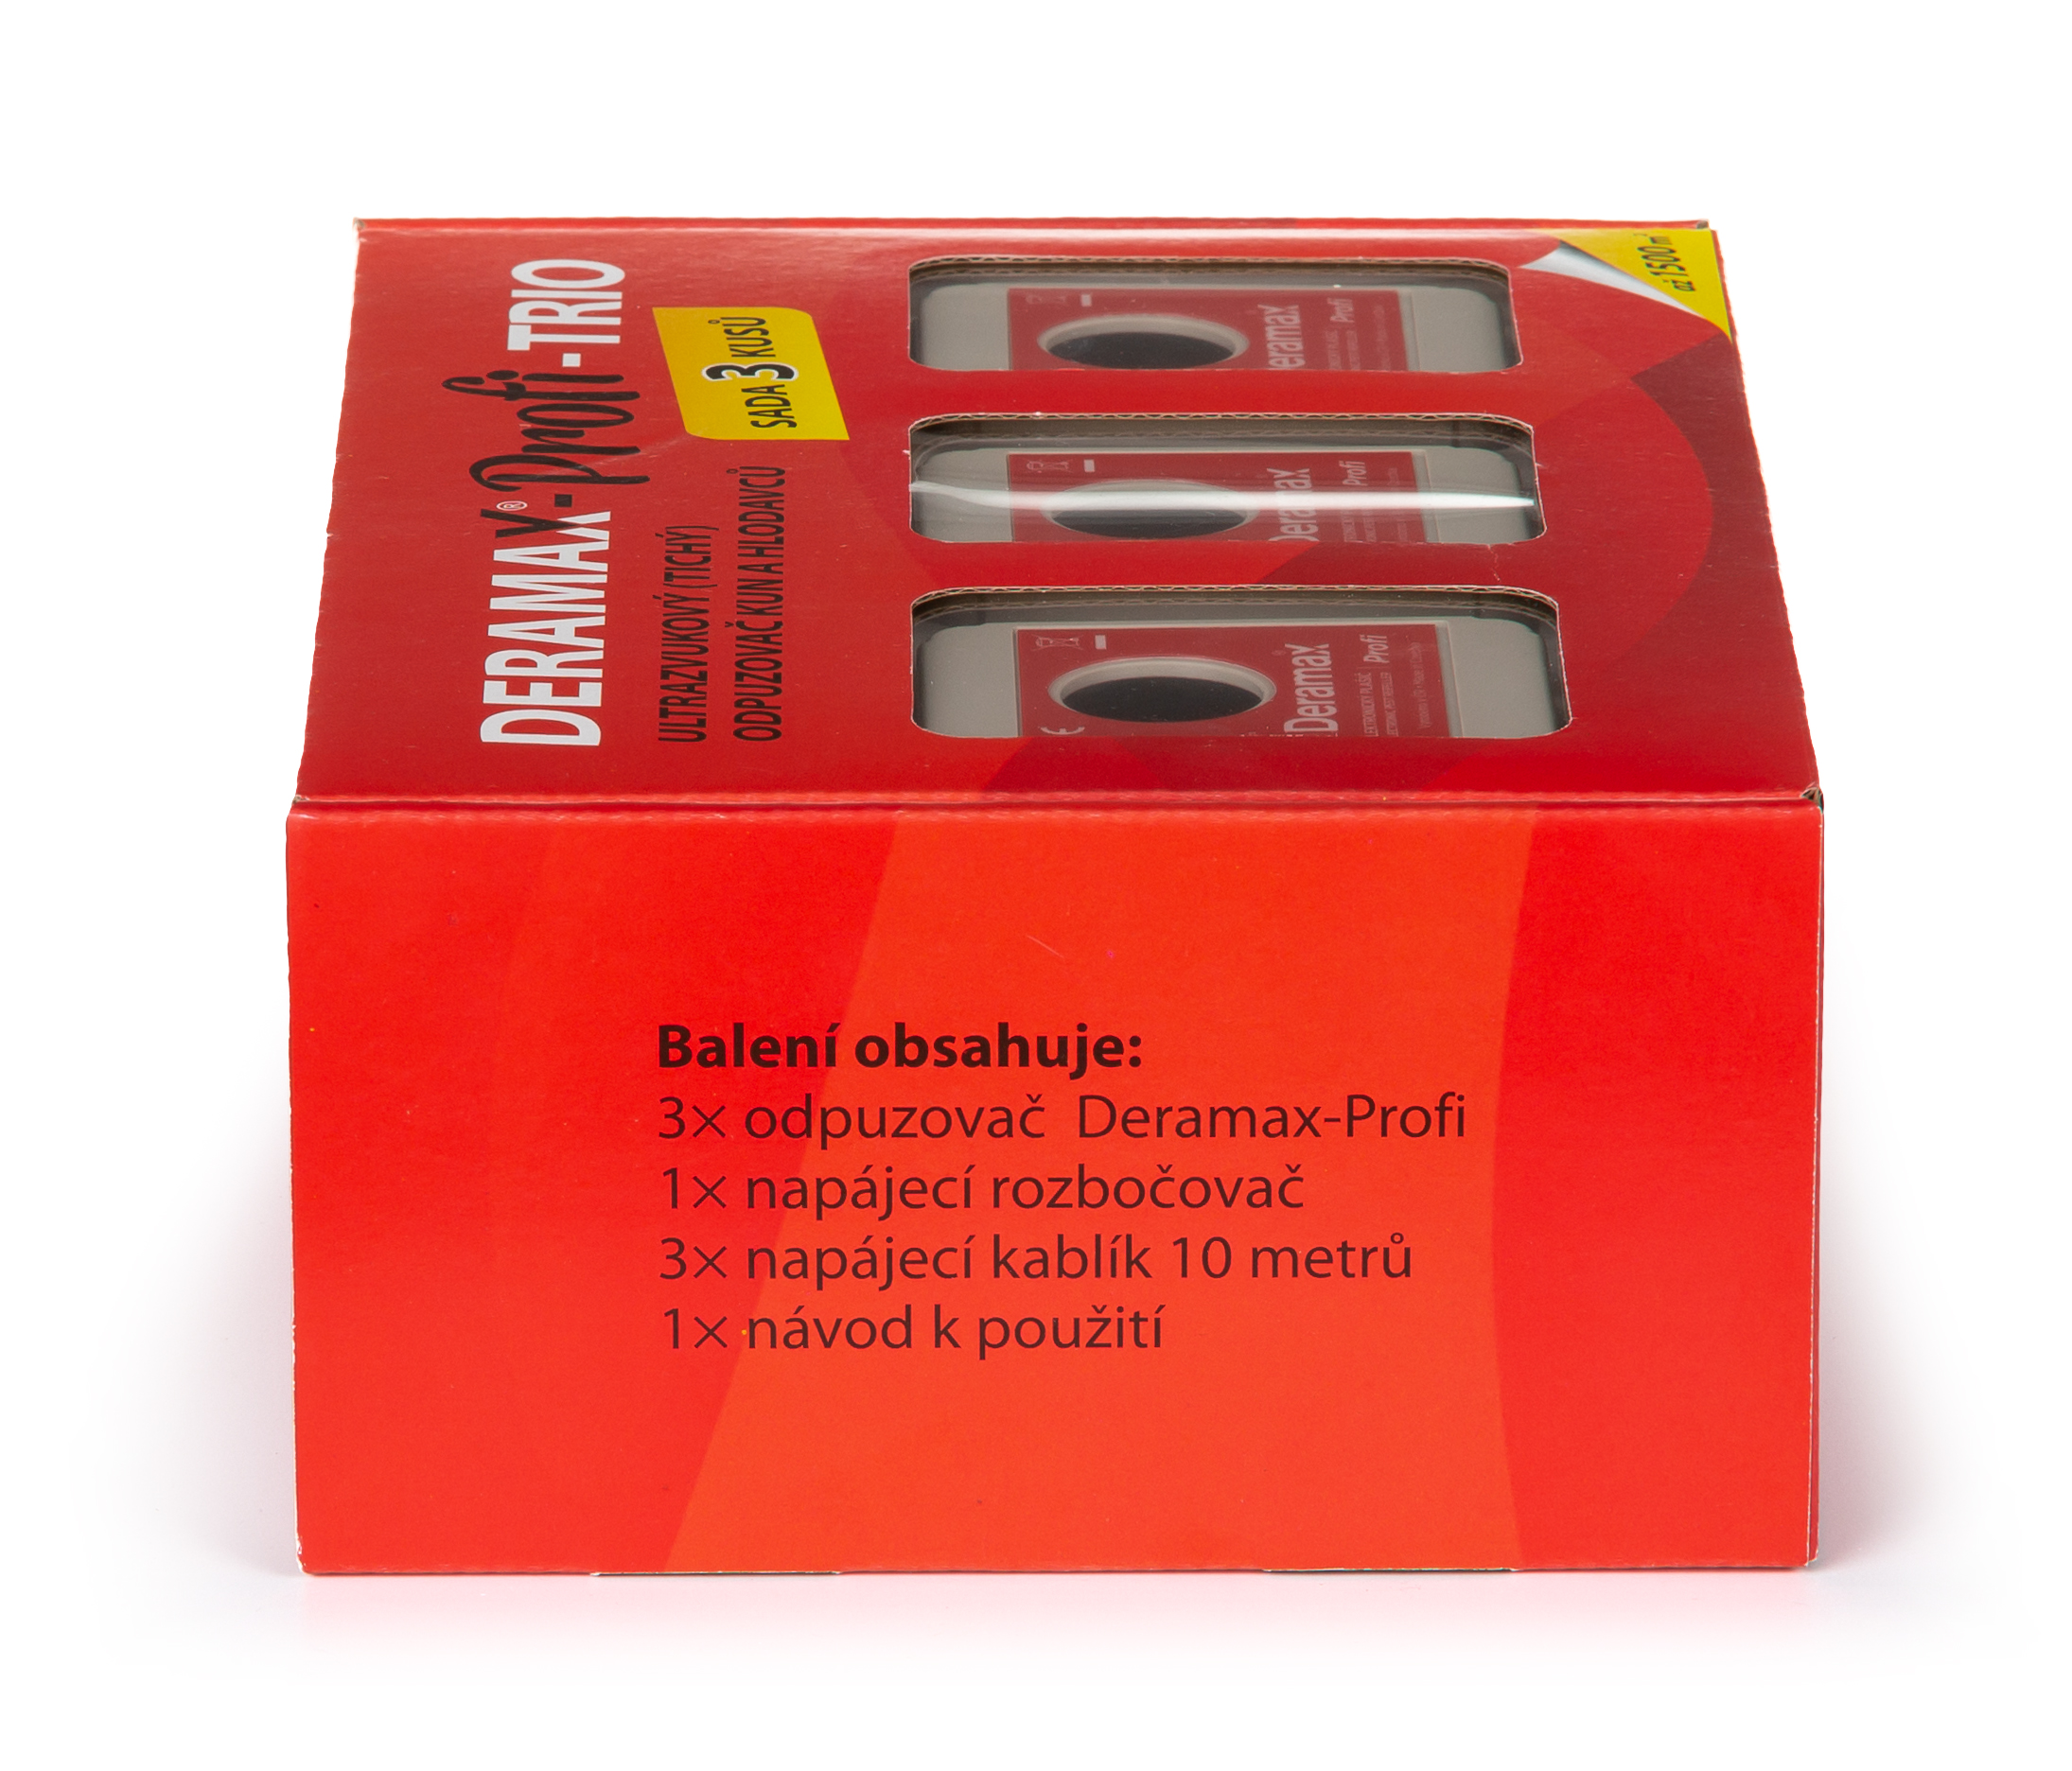 DERAMAX®-Profi-TRIO
ULTRAZVUKOVÝ (TICHÝ)
ODPUZOVAČ KUN A HLODAVCŮ
SADA 3 KUSŮ
až 1500 m²
Deramax
Profi
Deramax
Profi
Deramax®
Profi
Balení obsahuje:
3× odpuzovač Deramax-Profi
1× napájecí rozbočovač
3× napájecí kablík 10 metrů
1× návod k použití